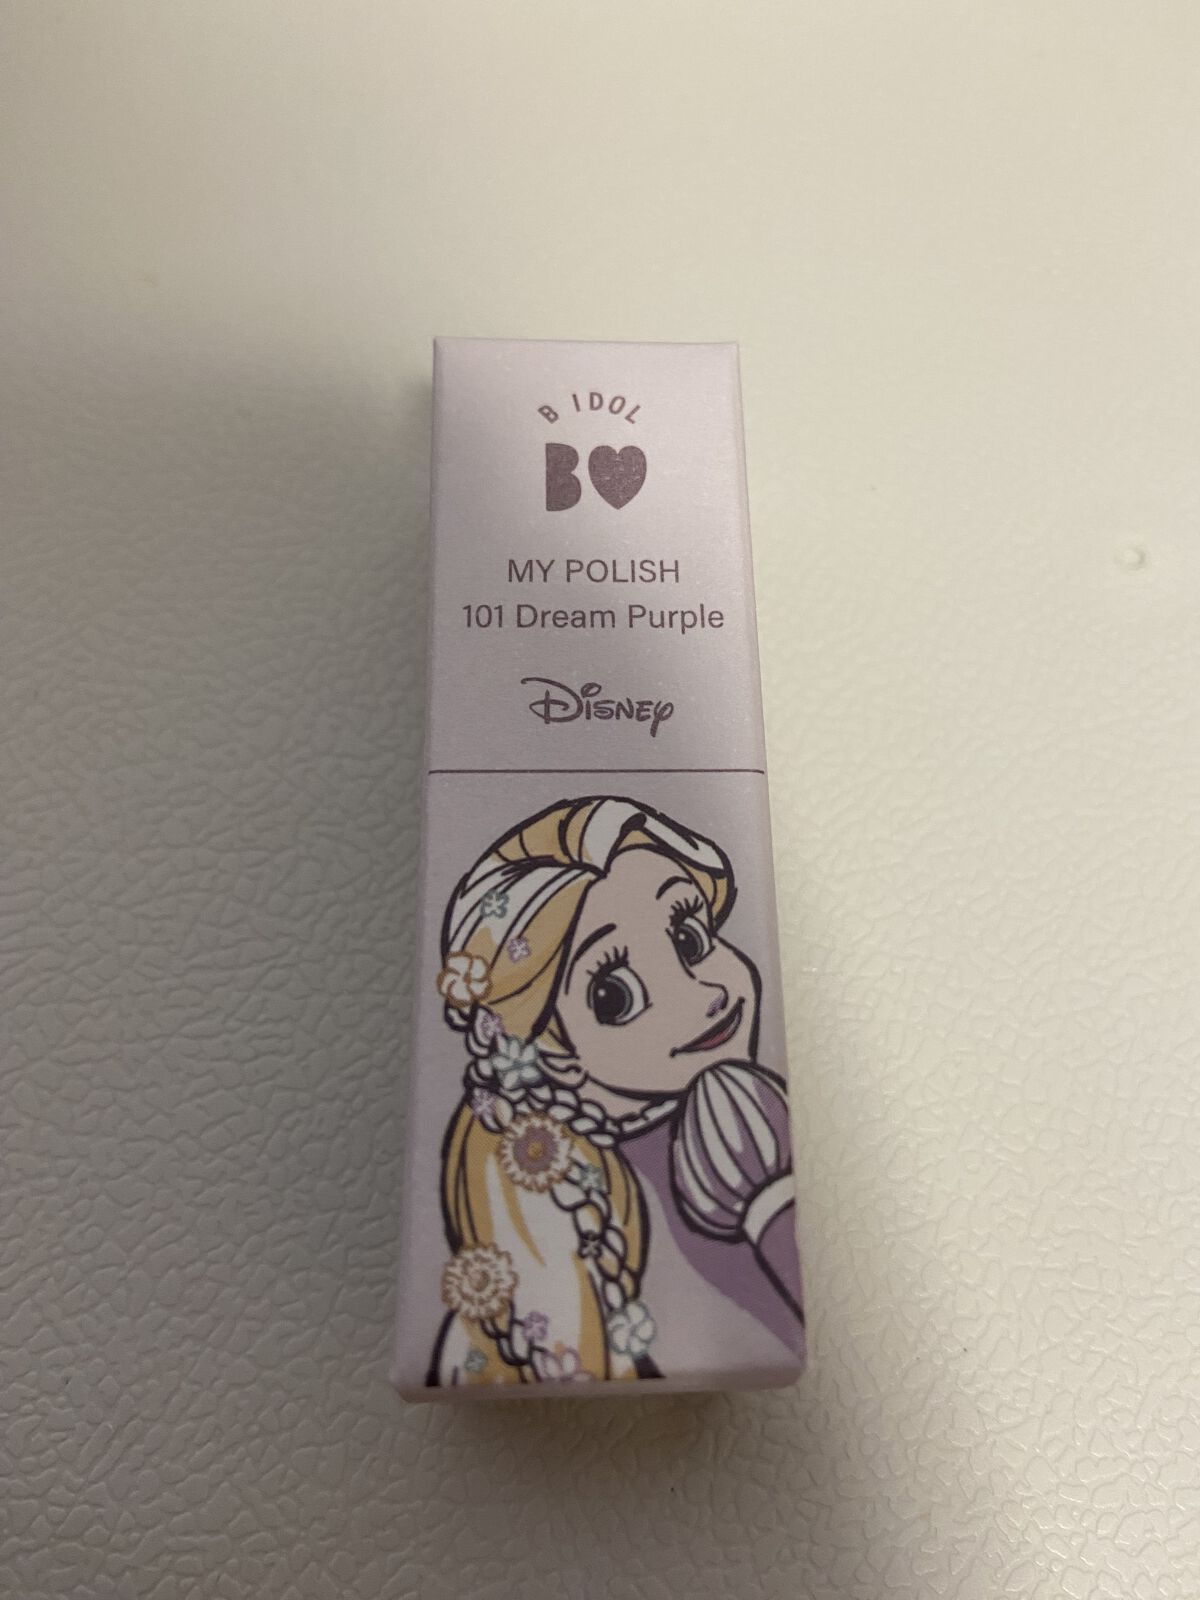 B IDOL
B♥
MY POLISH
101 Dream Purple
Disney